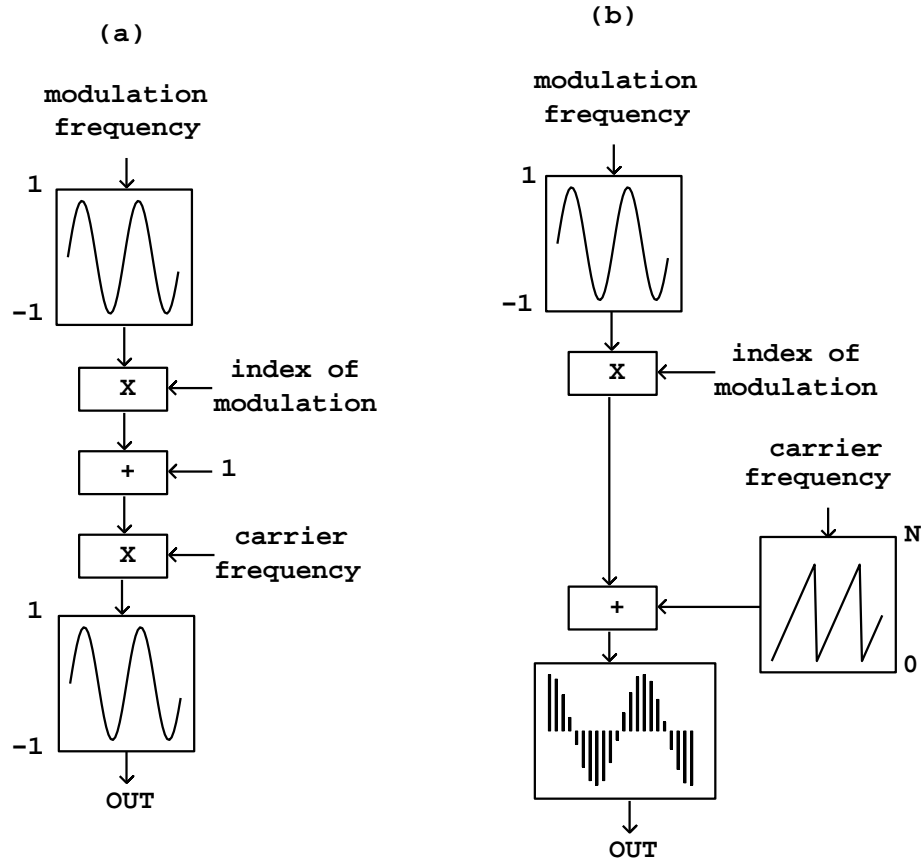 (a)
modulation
frequency
1
-1
X
index of
modulation
+
1
X
carrier
frequency
1
-1
OUT
(b)
modulation
frequency
1
-1
X
index of
modulation
carrier
frequency
N
0
+
OUT